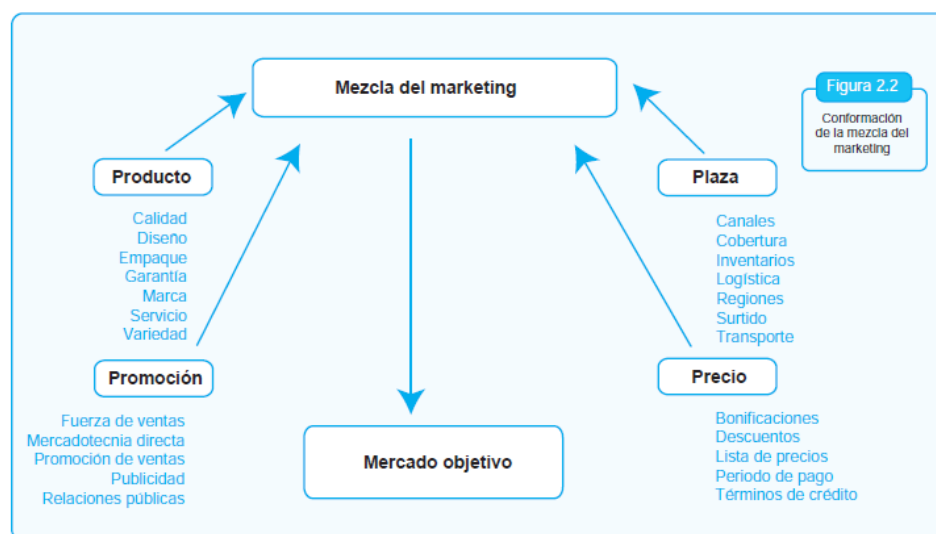 Mezcla del marketing
Figura 2.2
Conformación
de la mezcla del
marketing
Producto
Calidad
Diseño
Empaque
Garantía
Marca
Servicio
Variedad
Plaza
Canales
Cobertura
Inventarios
Logística
Regiones
Surtido
Transporte
Promoción
Fuerza de ventas
Mercadotecnia directa
Promoción de ventas
Publicidad
Relaciones públicas
Precio
Bonificaciones
Descuentos
Lista de precios
Periodo de pago
Términos de crédito
Mercado objetivo